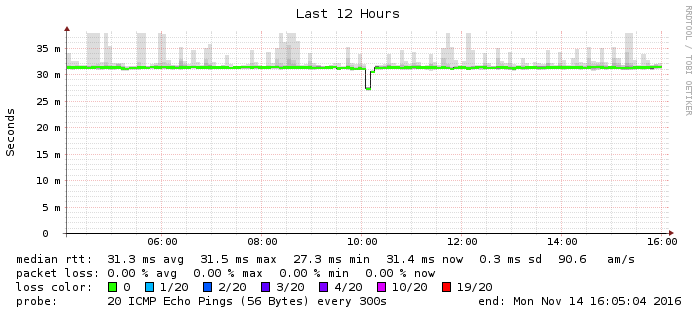 Last 12 Hours
RRDTOOL / TOBI OETIKER
Seconds
35 m
30 m
25 m
20 m
15 m
10 m
5 m
0
06:00 08:00 10:00 12:00 14:00 16:00
median rtt: 31.3 ms avg 31.5 ms max 27.3 ms min 31.4 ms now 0.3 ms sd 90.6 am/s
packet loss: 0.00 % avg 0.00 % max 0.00 % min 0.00 % now
loss color: 0 1/20 2/20 3/20 4/20 10/20 19/20
probe: 20 ICMP Echo Pings (56 Bytes) every 300s end: Mon Nov 14 16:05:04 2016